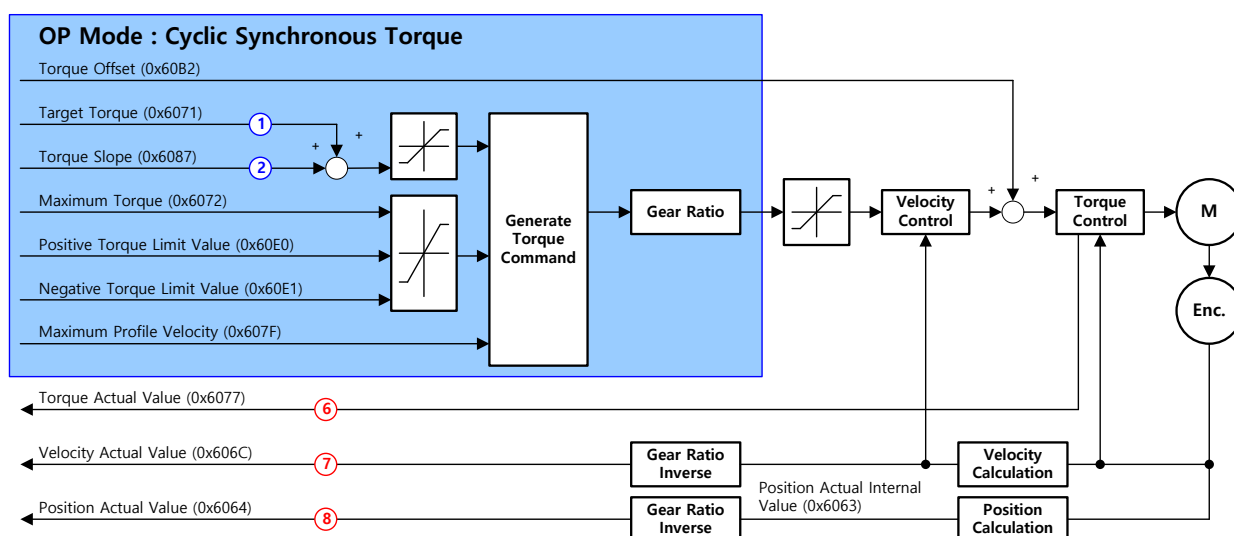 OP Mode : Cyclic Synchronous Torque
Torque Offset (0x60B2)
Target Torque (0x6071)
1
+
+
Torque Slope (0x6087)
2
Maximum Torque (0x6072)
Positive Torque Limit Value (0x60E0)
Negative Torque Limit Value (0x60E1)
Maximum Profile Velocity (0x607F)
Generate
Torque
Command
Gear Ratio
Velocity
Control
+
+
Torque
Control
M
Enc.
Torque Actual Value (0x6077)
6
Velocity Actual Value (0x606C)
7
Gear Ratio
Inverse
Velocity
Calculation
Position Actual Value (0x6064)
8
Gear Ratio
Inverse
Position Actual Internal
Value (0x6063)
Position
Calculation